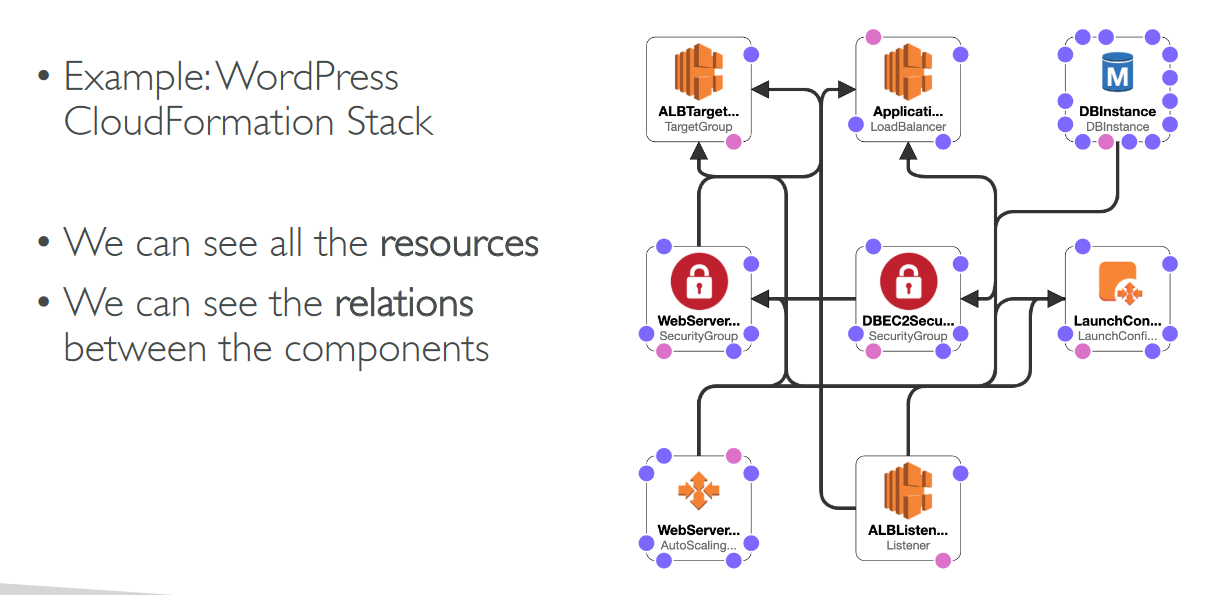 • Example: WordPress
CloudFormation Stack
• We can see all the resources
• We can see the relations
between the components
ALBTarget...
TargetGroup
Applicati...
LoadBalancer
M
DBInstance
DBInstance
WebServer...
SecurityGroup
DBEC2Secu...
SecurityGroup
LaunchCon...
LaunchConfi...
WebServer...
AutoScaling...
ALBListen...
Listener